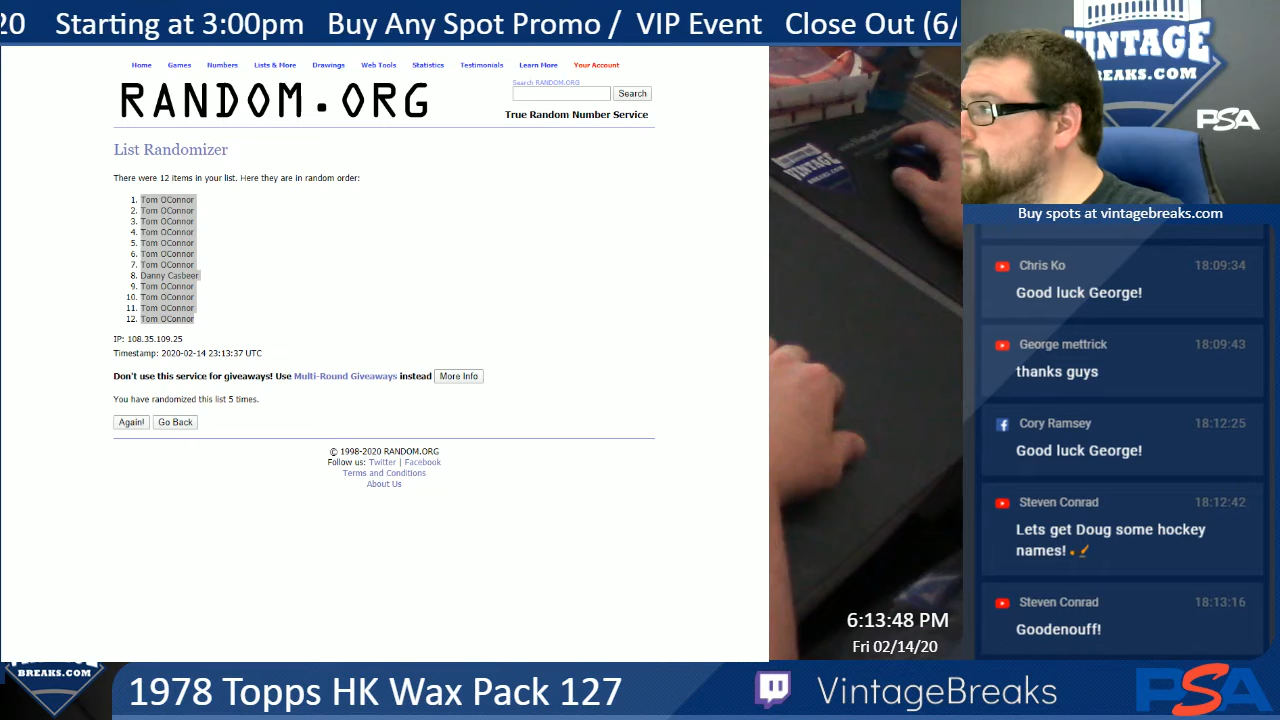 20 Starting at 3:00pm Buy Any Spot Promo / VIP Event Close Out (6/
Home Games Numbers Lists & More Drawings Web Tools Statistics Testimonials Learn More Your Account
RANDOM.ORG
Search RANDOM.ORG
Search
True Random Number Service
List Randomizer
There were 12 items in your list. Here they are in random order:
1. Tom OConnor
2. Tom OConnor
3. Tom OConnor
4. Tom OConnor
5. Tom OConnor
6. Tom OConnor
7. Tom OConnor
8. Danny Casbeer
9. Tom OConnor
10. Tom OConnor
11. Tom OConnor
12. Tom OConnor
IP: 108.35.109.25
Timestamp: 2020-02-14 23:13:37 UTC
Don't use this service for giveaways! Use Multi-Round Giveaways instead More Info
You have randomized this list 5 times.
Again! Go Back
© 1998-2020 RANDOM.ORG
Follow us: Twitter | Facebook
Terms and Conditions
About Us
VINTAGE
BREAKS.COM
VINTAGE
BREAKS.COM
PSA
Buy spots at vintagebreaks.com
Chris Ko 18:09:34
Good luck George!
George mettrick 18:09:43
thanks guys
Cory Ramsey 18:12:25
Good luck George!
Steven Conrad 18:12:42
Lets get Doug some hockey
names!
Steven Conrad 18:13:16
Goodenouff!
6:13:48 PM
Fri 02/14/20
BREAKS.COM
1978 Topps HK Wax Pack 127
VintageBreaks
PSA